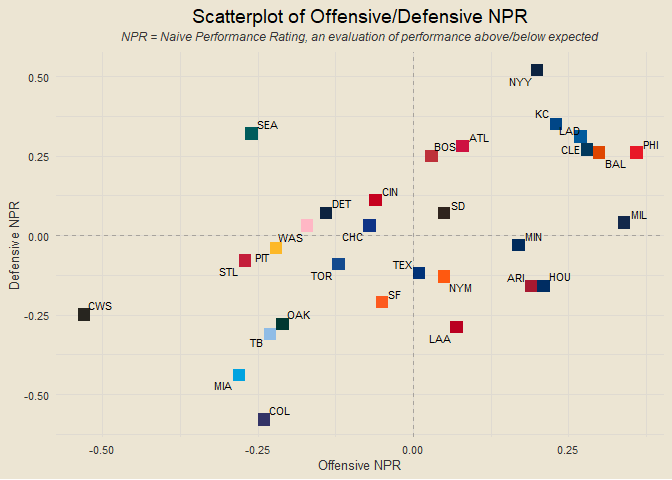 Scatterplot of Offensive/Defensive NPR
NPR = Naive Performance Rating, an evaluation of performance above/below expected
0.50
NYY
KC
SEA
LAD
ATL
BOS
PHI
CLE
0.25
BAL
CIN
DET
SD
MIL
Defensive NPR
0.00
WAS
CHC
MIN
PIT
TEX
STL
TOR
ARI
HOU
NYM
SF
CWS
-0.25
OAK
LAA
TB
MIA
-0.50
COL
-0.50
-0.25
0.00
0.25
Offensive NPR